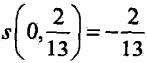 s(0, 2/13) = -2/13